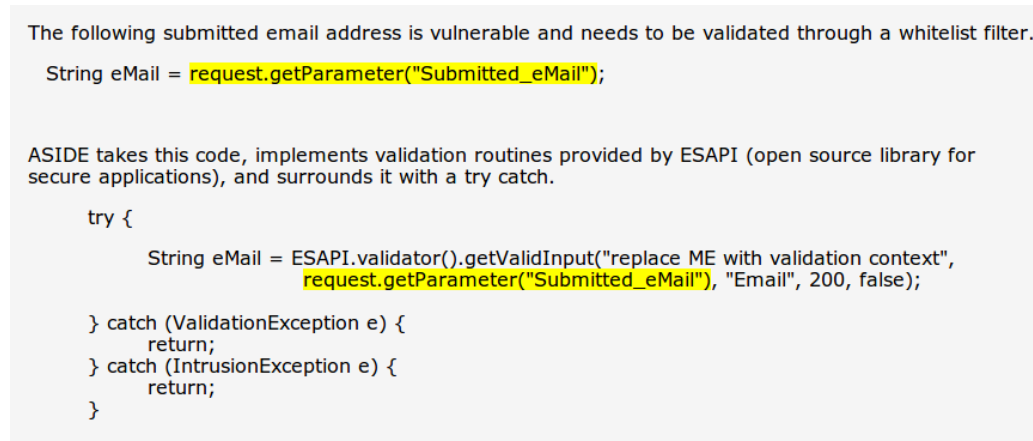 The following submitted email address is vulnerable and needs to be validated through a whitelist filter.
String eMail = request.getParameter("Submitted_eMail");
ASIDE takes this code, implements validation routines provided by ESAPI (open source library for
secure applications), and surrounds it with a try catch.
try {
String eMail = ESAPI.validator().getValidInput("replace ME with validation context",
request.getParameter("Submitted_eMail"), "Email", 200, false);
} catch (ValidationException e) {
return;
} catch (IntrusionException e) {
return;
}